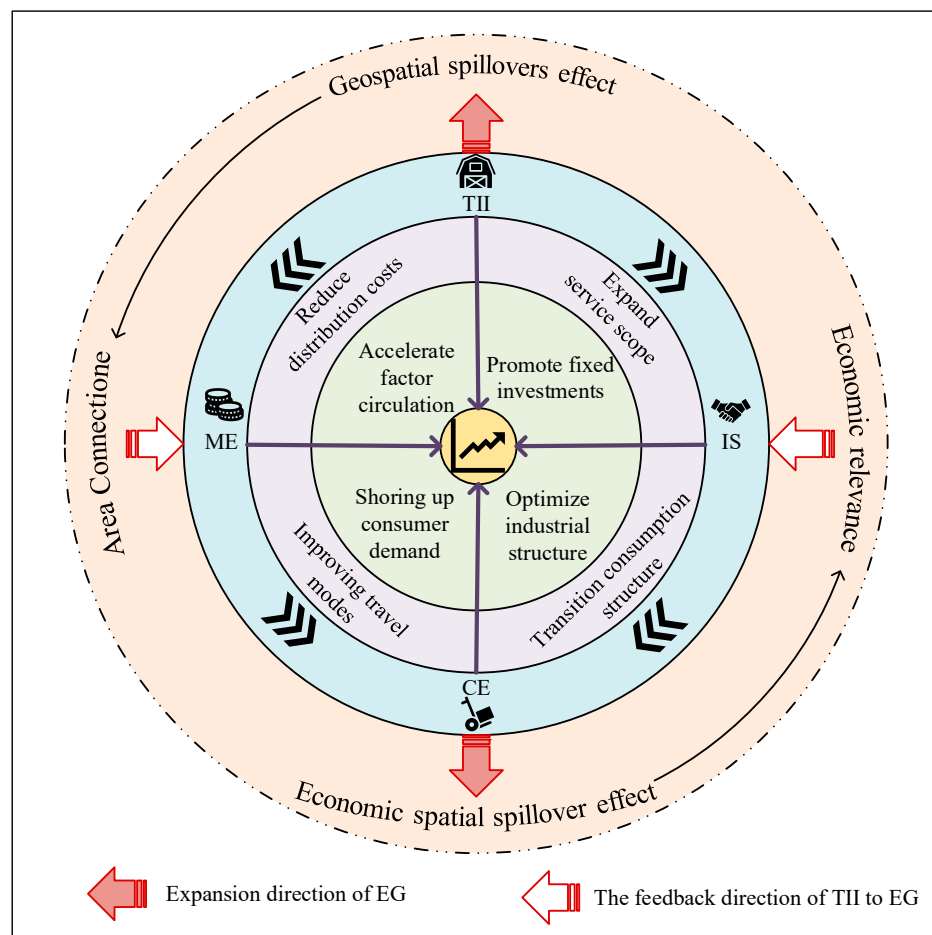 Geospatial spillovers effect
TII
Reduce
distribution costs
Expand
service scope
Accelerate
factor
circulation
Promote fixed
investments
Area Connectione
ME
IS
Economic relevance
Shoring up
consumer
demand
Optimize
industrial
structure
Improving travel
modes
Transition consumption
structure
CE
Economic spatial spillover effect
Expansion direction of EG
The feedback direction of TII to EG